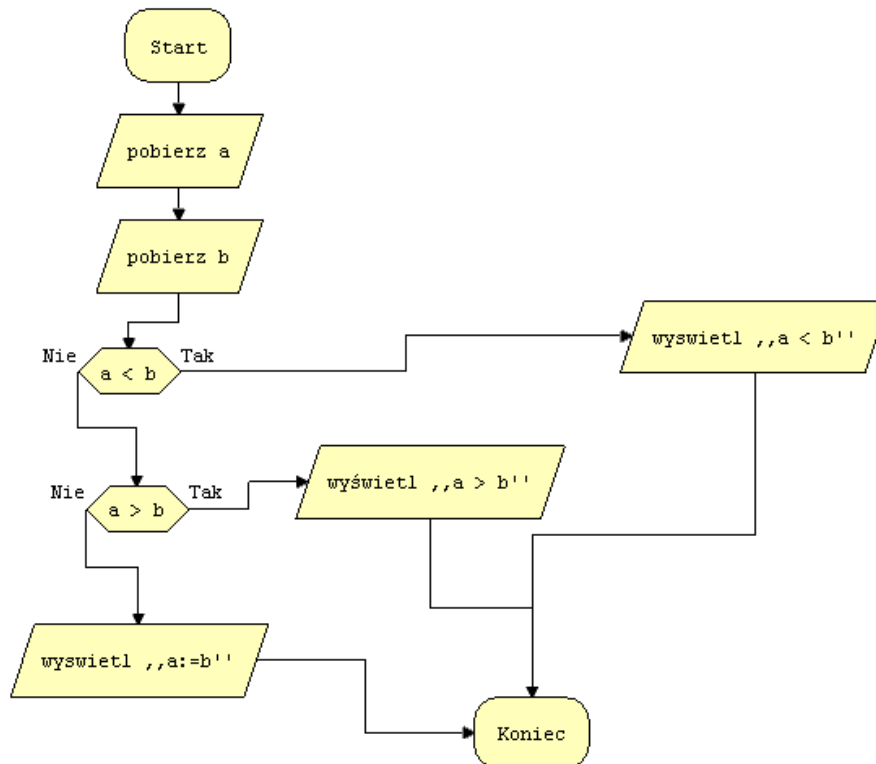 Start
pobierz a
pobierz b
Nie
Tak
a < b
wyswietl ,,a < b''
Nie
Tak
a > b
wyświetl ,,a > b''
wyswietl ,,a:=b''
Koniec